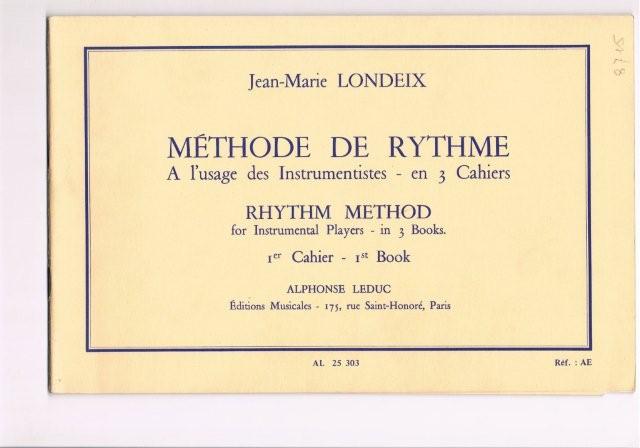 8715
Jean-Marie LONDEIX
MÉTHODE DE RYTHME
A l'usage des Instrumentistes - en 3 Cahiers
RHYTHM METHOD
for Instrumental Players - in 3 Books.
1er Cahier - 1st Book
ALPHONSE LEDUC
Éditions Musicales - 175, rue Saint-Honoré, Paris
AL 25 303
Réf. : AE